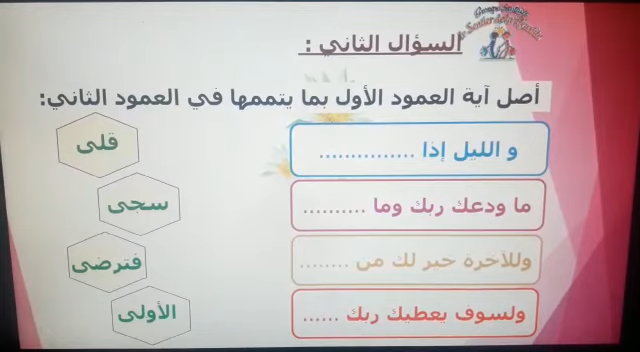 السؤال الثاني :
أصل آية العمود الأول بما يتممها في العمود الثاني:
و الليل إذا ...............
قلى
ما ودعك ربك وما ..........
سجى
وللآخرة خير لك من ........
فترضى
ولسوف يعطيك ربك ......
الأولى